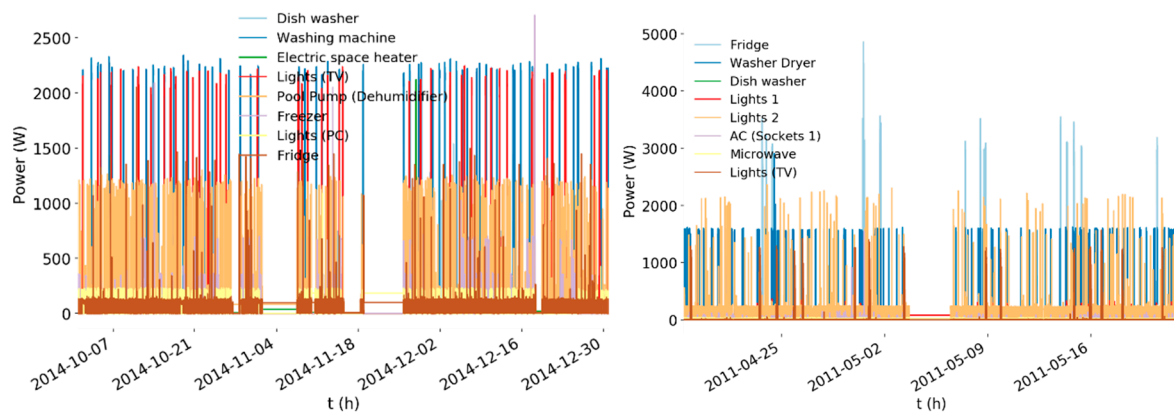 Dish washer
Washing machine
Electric space heater
Lights (TV)
Pool Pump (Dehumidifier)
Freezer
Lights (PC)
Fridge
2500
2000
1500
1000
500
0
Power (W)
2014-10-07
2014-10-21
2014-11-04
2014-11-18
2014-12-02
2014-12-16
2014-12-30
t (h)
Fridge
Washer Dryer
Dish washer
Lights 1
Lights 2
AC (Sockets 1)
Microwave
Lights (TV)
5000
4000
3000
2000
1000
0
Power (W)
2011-04-25
2011-05-02
2011-05-09
2011-05-16
t (h)